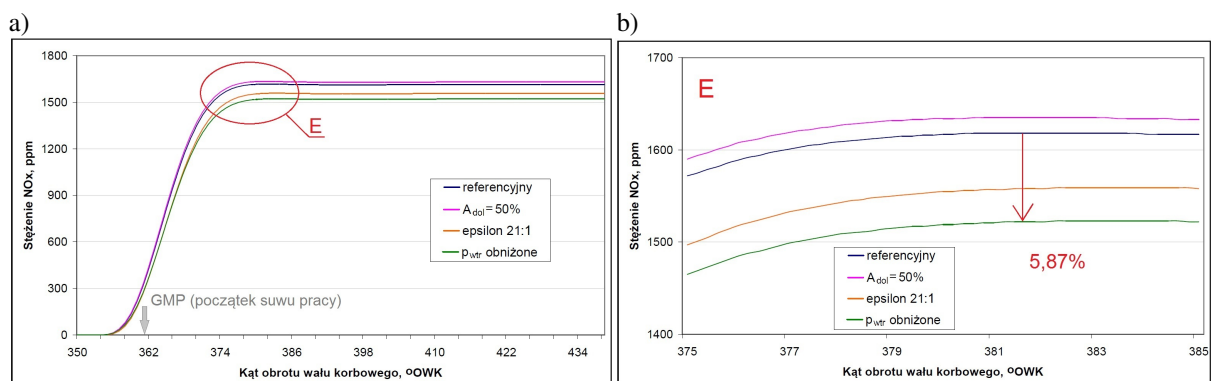 a)
1800
1500
1200
900
600
300
0
Stężenie NOx, ppm
E
referencyjny
A dol = 50%
epsilon 21:1
p wtr obniżone
GMP (początek suwu pracy)
350 362 374 386 398 410 422 434
Kąt obrotu wału korbowego, ºOWK
b)
1700
1600
1500
1400
Stężenie NOx, ppm
E
5,87%
referencyjny
A dol = 50%
epsilon 21:1
p wtr obniżone
375 377 379 381 383 385
Kąt obrotu wału korbowego, ºOWK